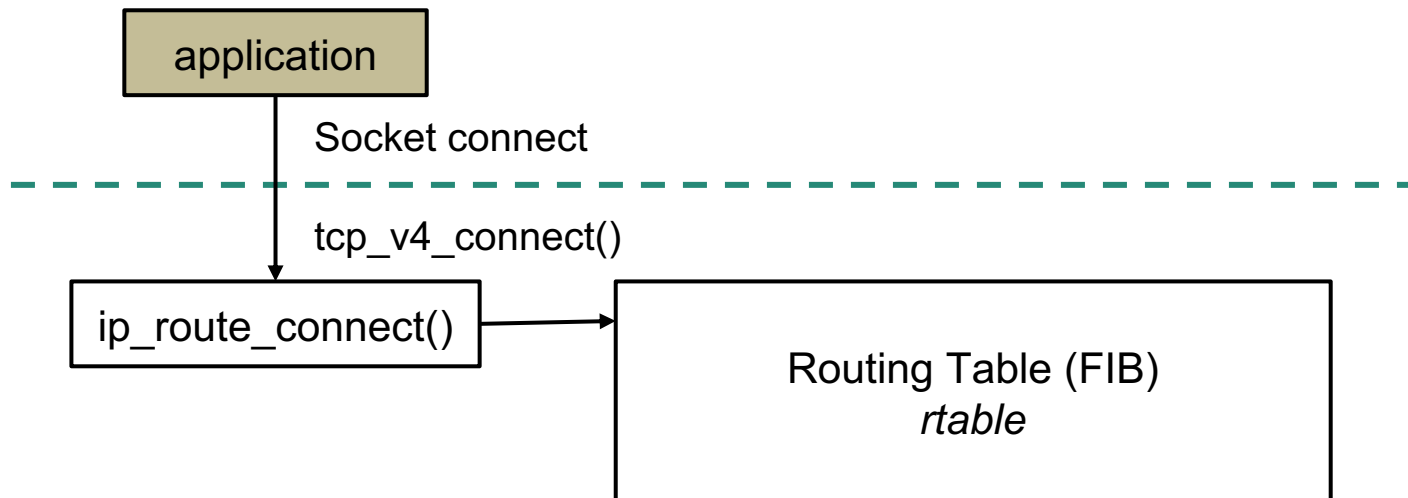 application
Socket connect
tcp_v4_connect()
ip_route_connect()
Routing Table (FIB)
rtable